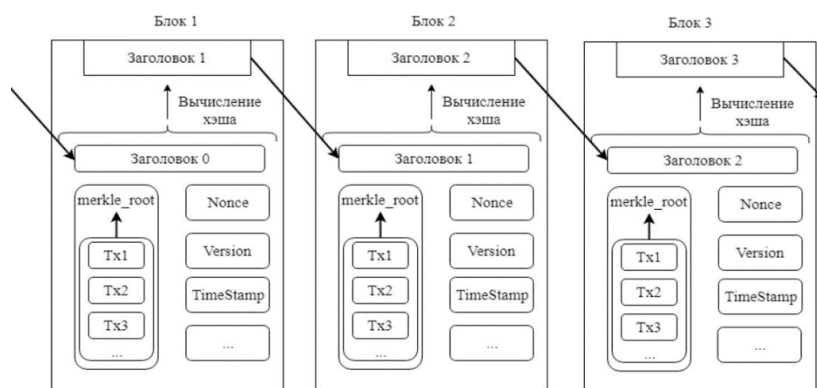 Блок 1
Заголовок 1
Вычисление
хэша
Заголовок 0
merkle_root
Tx1
Tx2
Tx3
...
Nonce
Version
TimeStamp
...
Блок 2
Заголовок 2
Вычисление
хэша
Заголовок 1
merkle_root
Tx1
Tx2
Tx3
...
Nonce
Version
TimeStamp
...
Блок 3
Заголовок 3
Вычисление
хэша
Заголовок 2
merkle_root
Tx1
Tx2
Tx3
...
Nonce
Version
TimeStamp
...